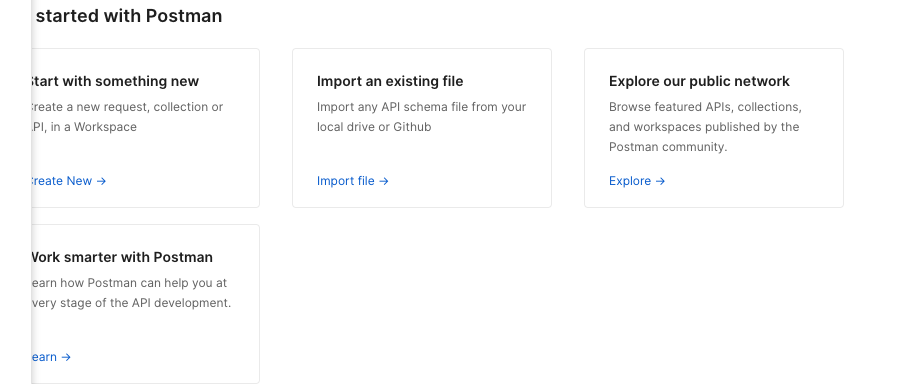 started with Postman
Start with something new
Create a new request, collection or
API, in a Workspace
Create New →
Import an existing file
Import any API schema file from your
local drive or Github
Import file →
Explore our public network
Browse featured APIs, collections,
and workspaces published by the
Postman community.
Explore →
Work smarter with Postman
Learn how Postman can help you at
every stage of the API development.
Learn →